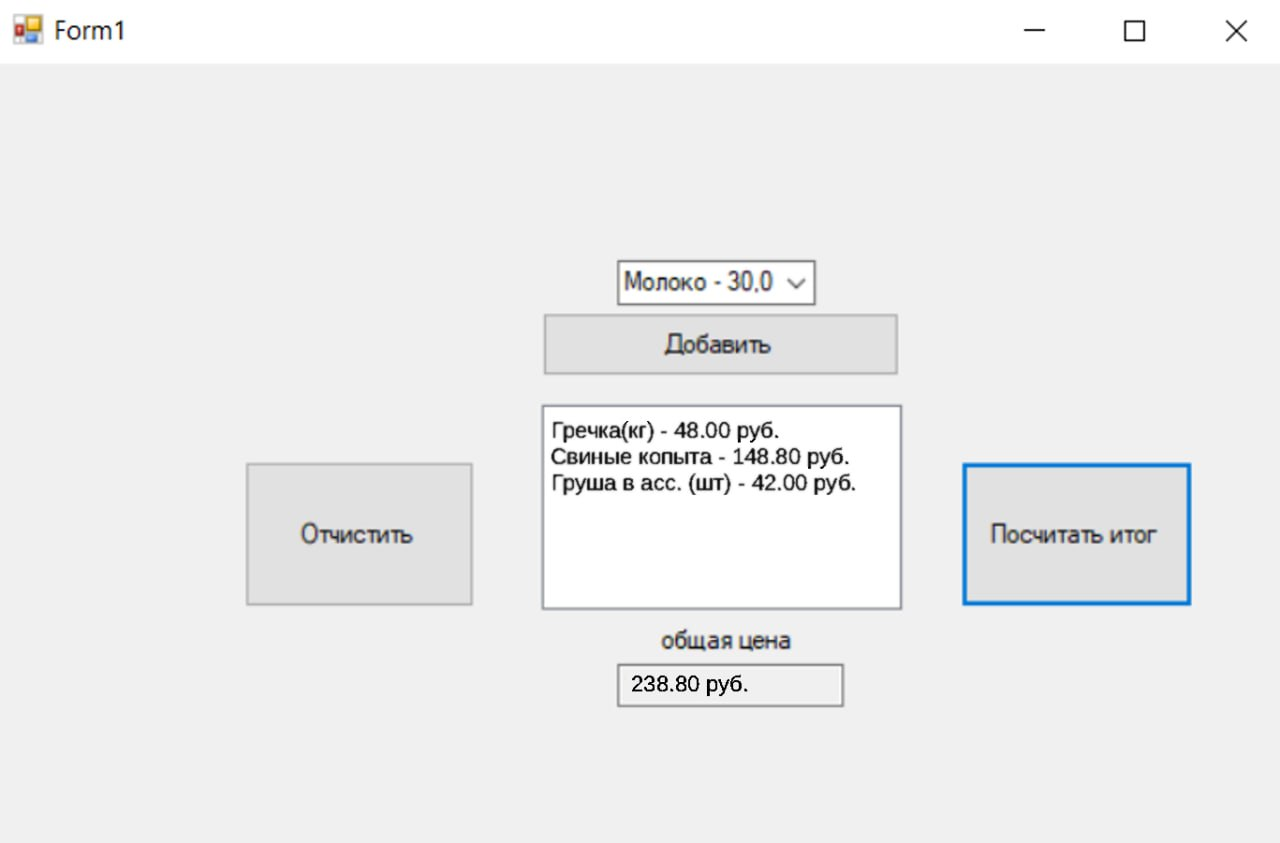 Form1
Молоко - 30,0
Добавить
Гречка(кг) - 48.00 руб.
Свиные копыта - 148.80 руб.
Груша в асс. (шт) - 42.00 руб.
Отчистить
Посчитать итог
общая цена
238.80 руб.